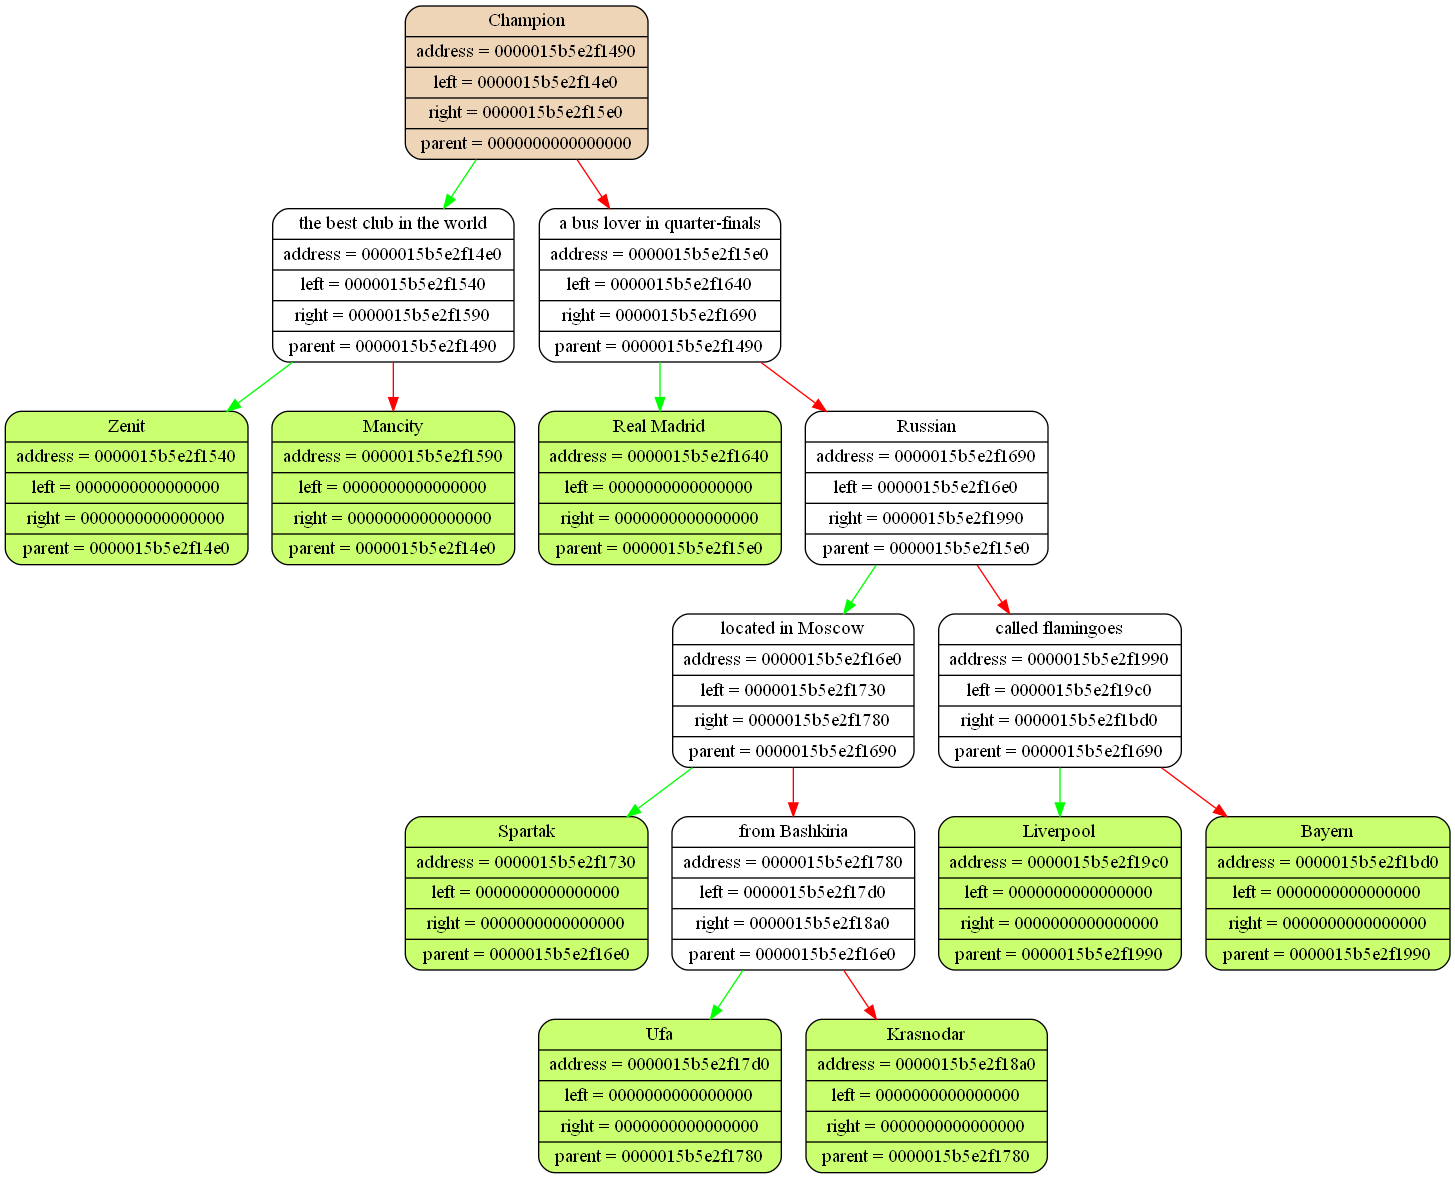 Champion
address = 0000015b5e2f1490
left = 0000015b5e2f14e0
right = 0000015b5e2f15e0
parent = 0000000000000000
the best club in the world
address = 0000015b5e2f14e0
left = 0000015b5e2f1540
right = 0000015b5e2f1590
parent = 0000015b5e2f1490
a bus lover in quarter-finals
address = 0000015b5e2f15e0
left = 0000015b5e2f1640
right = 0000015b5e2f1690
parent = 0000015b5e2f1490
Zenit
address = 0000015b5e2f1540
left = 0000000000000000
right = 0000000000000000
parent = 0000015b5e2f14e0
Mancity
address = 0000015b5e2f1590
left = 0000000000000000
right = 0000000000000000
parent = 0000015b5e2f14e0
Real Madrid
address = 0000015b5e2f1640
left = 0000000000000000
right = 0000000000000000
parent = 0000015b5e2f15e0
Russian
address = 0000015b5e2f1690
left = 0000015b5e2f16e0
right = 0000015b5e2f1990
parent = 0000015b5e2f15e0
located in Moscow
address = 0000015b5e2f16e0
left = 0000015b5e2f1730
right = 0000015b5e2f1780
parent = 0000015b5e2f1690
called flamingoes
address = 0000015b5e2f1990
left = 0000015b5e2f19c0
right = 0000015b5e2f1bd0
parent = 0000015b5e2f1690
Spartak
address = 0000015b5e2f1730
left = 0000000000000000
right = 0000000000000000
parent = 0000015b5e2f16e0
from Bashkiria
address = 0000015b5e2f1780
left = 0000015b5e2f17d0
right = 0000015b5e2f18a0
parent = 0000015b5e2f16e0
Liverpool
address = 0000015b5e2f19c0
left = 0000000000000000
right = 0000000000000000
parent = 0000015b5e2f1990
Bayern
address = 0000015b5e2f1bd0
left = 0000000000000000
right = 0000000000000000
parent = 0000015b5e2f1990
Ufa
address = 0000015b5e2f17d0
left = 0000000000000000
right = 0000000000000000
parent = 0000015b5e2f1780
Krasnodar
address = 0000015b5e2f18a0
left = 0000000000000000
right = 0000000000000000
parent = 0000015b5e2f1780